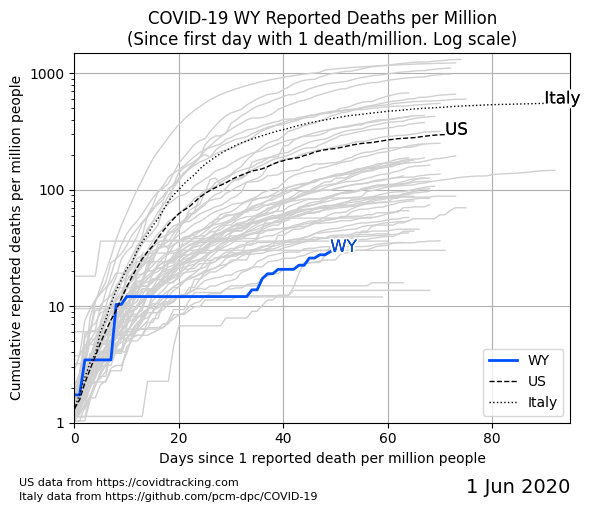 COVID-19 WY Reported Deaths per Million
(Since first day with 1 death/million. Log scale)
Cumulative reported deaths per million people
1000
100
10
1
Italy
US
WY
WY
US
Italy
0 20 40 60 80
Days since 1 reported death per million people
US data from https://covidtracking.com
Italy data from https://github.com/pcm-dpc/COVID-19
1 Jun 2020